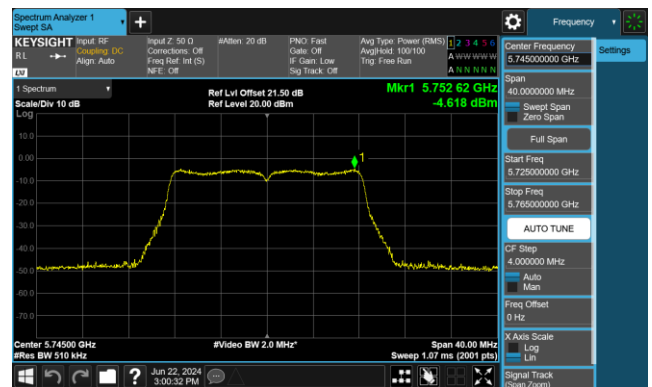 Spectrum Analyzer 1
Swept SA
+
Frequency
KEYSIGHT
RL
LXI
Input: RF
Coupling: DC
Align: Auto
Input Z: 50 Ω
Corrections: Off
Freq Ref: Int (S)
NFE: Off
#Atten: 20 dB
PNO: Fast
Gate: Off
IF Gain: Low
Sig Track: Off
Avg Type: Power (RMS)
Avg|Hold: 100/100
Trig: Free Run
1 2 3 4 5 6
A W W W W W
A N N N N N
1 Spectrum
Scale/Div 10 dB
Log
Ref Lvl Offset 21.50 dB
Ref Level 20.00 dBm
Mkr1 5.752 62 GHz
-4.618 dBm
10.0
0.00
-10.0
-20.0
-30.0
-40.0
-50.0
-60.0
-70.0
1
Center 5.74500 GHz
#Res BW 510 kHz
#Video BW 2.0 MHz*
Span 40.00 MHz
Sweep 1.07 ms (2001 pts)
Center Frequency
5.745000000 GHz
Settings
Span
40.0000000 MHz
Swept Span
Zero Span
Full Span
Start Freq
5.725000000 GHz
Stop Freq
5.765000000 GHz
AUTO TUNE
CF Step
4.000000 MHz
Auto
Man
Freq Offset
0 Hz
X Axis Scale
Log
Lin
Signal Track
(Span Zoom)
?
Jun 22, 2024
3:00:32 PM